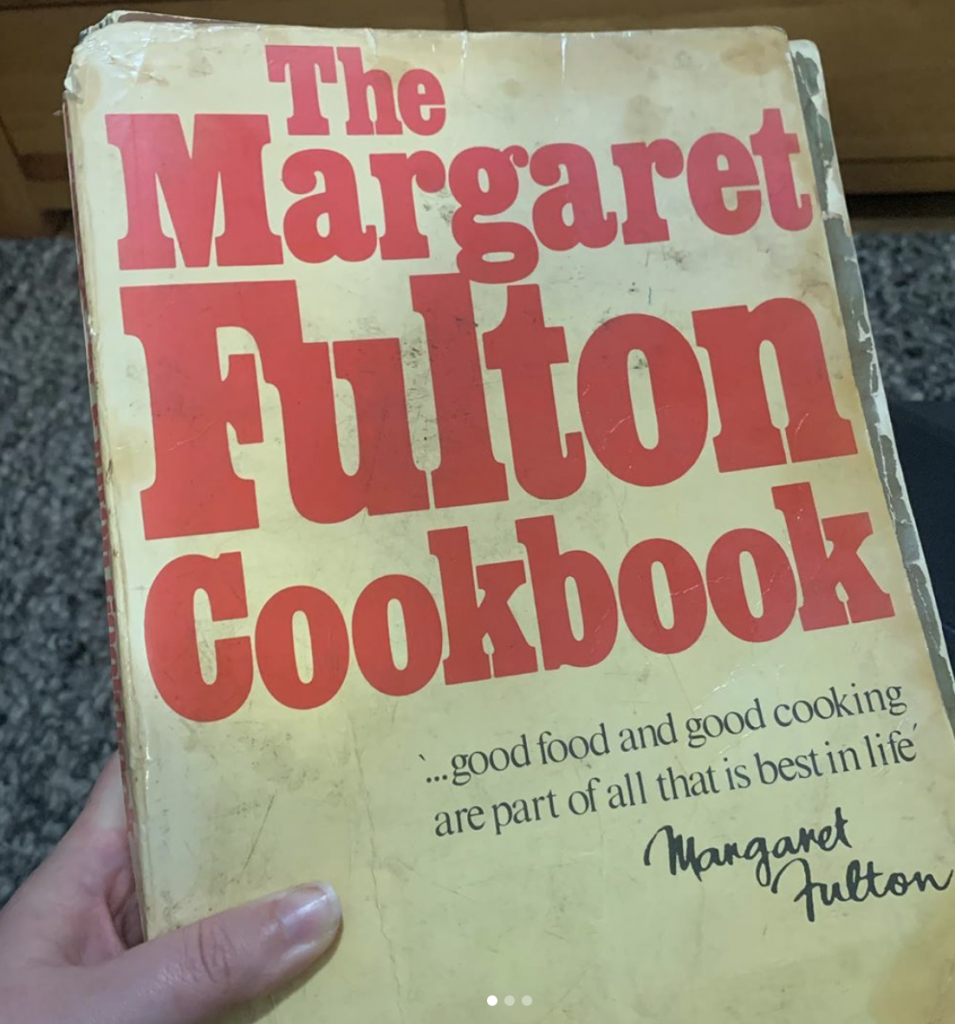 The
Margaret
Fulton
Cookbook
‵...good food and good cooking
are part of all that is best in life′
Margaret
Fulton